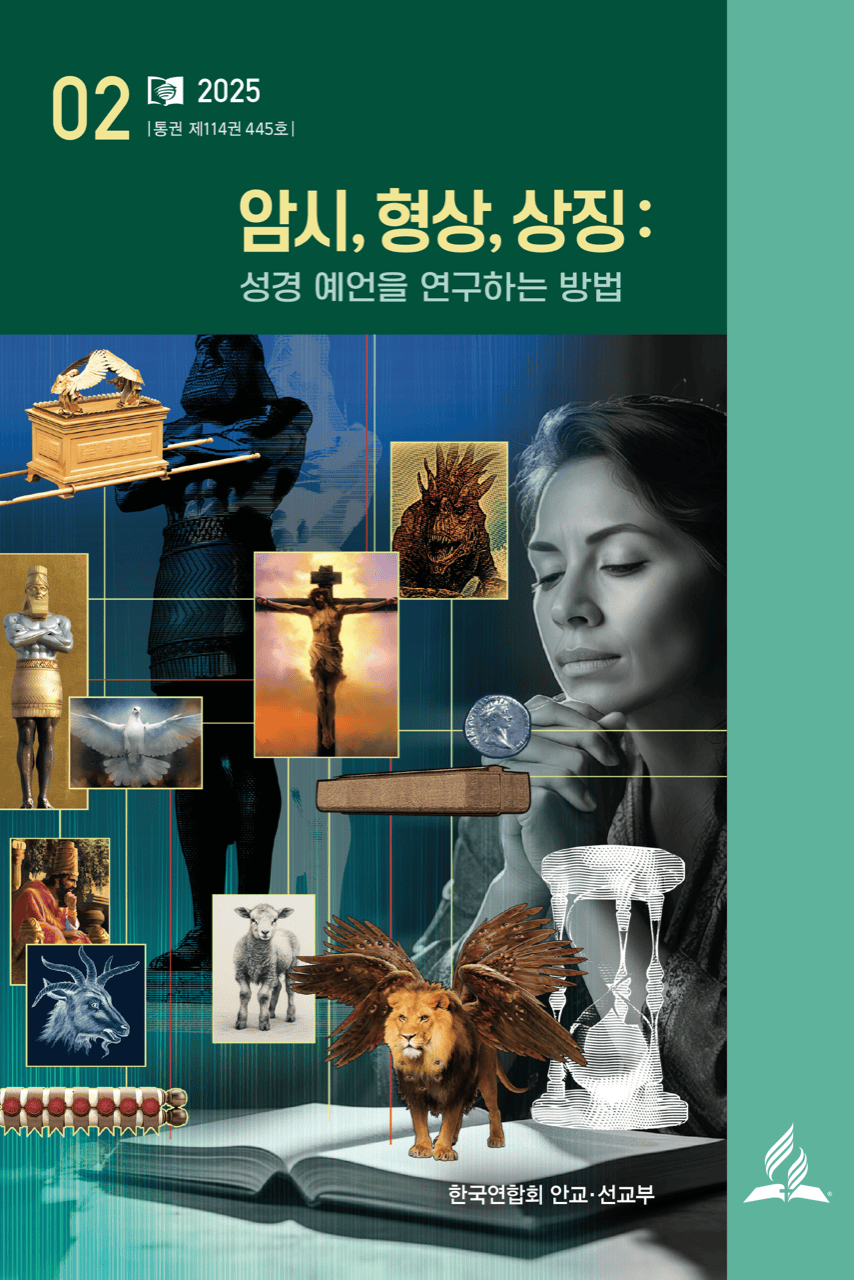 02 2025
|통권 제114권 445호|
암시, 형상, 상징:
성경 예언을 연구하는 방법
한국연합회 안교·선교부